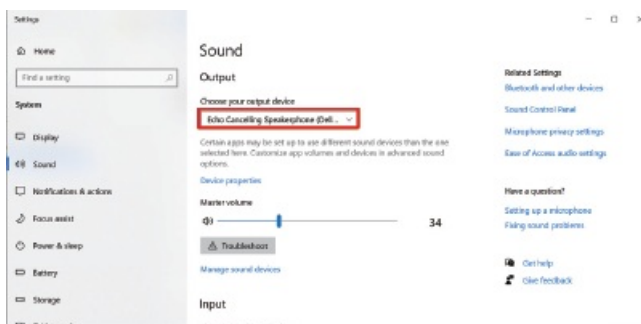 Settings
Home
Find a setting
System
Display
Sound
Notifications & actions
Focus assist
Power & sleep
Battery
Storage
Sound
Output
Choose your output device
Echo Cancelling Speakerphone (Dell...
Certain apps may be set up to use different sound devices than the one
selected here. Customize app volumes and devices in advanced sound
options.
Device properties
Master volume
34
Troubleshoot
Manage sound devices
Input
Related Settings
Bluetooth and other devices
Sound Control Panel
Microphone privacy settings
Ease of Access audio settings
Have a question?
Setting up a microphone
Fixing sound problems
Get help
Give feedback